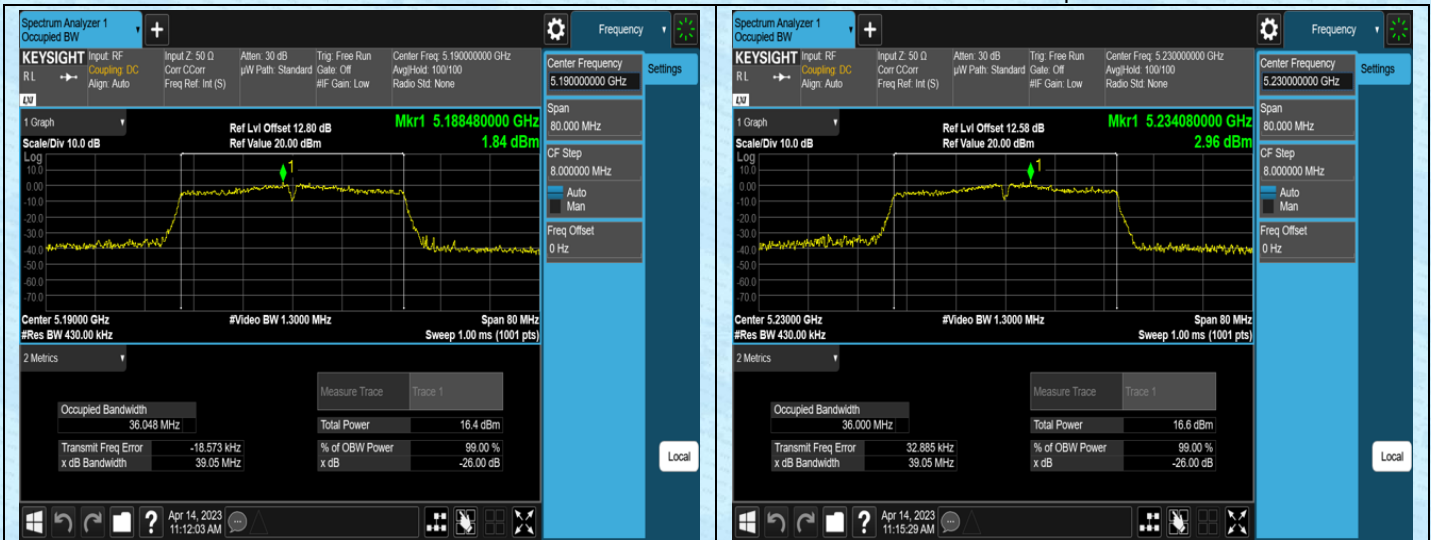 Spectrum Analyzer 1
Occupied BW
+
Frequency
KEYSIGHT
R L
LXI
Input: RF
Coupling: DC
Align: Auto
Input Z: 50 Ω
Corr CCorr
Freq Ref: Int (S)
Atten: 30 dB
µW Path: Standard
Trig: Free Run
Gate: Off
#IF Gain: Low
Center Freq: 5.190000000 GHz
Avg|Hold: 100/100
Radio Std: None
Center Frequency
5.190000000 GHz
Settings
Span
80.000 MHz
CF Step
8.000000 MHz
Auto
Man
Freq Offset
0 Hz
Local
1 Graph
Scale/Div 10.0 dB
Ref Lvl Offset 12.80 dB
Ref Value 20.00 dBm
Mkr1 5.188480000 GHz
1.84 dBm
Log
10.0
0.00
-10.0
-20.0
-30.0
-40.0
-50.0
-60.0
-70.0
1
Center 5.19000 GHz
#Res BW 430.00 kHz
#Video BW 1.3000 MHz
Span 80 MHz
Sweep 1.00 ms (1001 pts)
2 Metrics
Measure Trace Trace 1
Occupied Bandwidth
36.048 MHz
Total Power 16.4 dBm
Transmit Freq Error -18.573 kHz
% of OBW Power 99.00 %
x dB Bandwidth 39.05 MHz
x dB -26.00 dB
?
Apr 14, 2023
11:12:03 AM
Spectrum Analyzer 1
Occupied BW
+
Frequency
KEYSIGHT
R L
LXI
Input: RF
Coupling: DC
Align: Auto
Input Z: 50 Ω
Corr CCorr
Freq Ref: Int (S)
Atten: 30 dB
µW Path: Standard
Trig: Free Run
Gate: Off
#IF Gain: Low
Center Freq: 5.230000000 GHz
Avg|Hold: 100/100
Radio Std: None
Center Frequency
5.230000000 GHz
Settings
Span
80.000 MHz
CF Step
8.000000 MHz
Auto
Man
Freq Offset
0 Hz
Local
1 Graph
Scale/Div 10.0 dB
Ref Lvl Offset 12.58 dB
Ref Value 20.00 dBm
Mkr1 5.234080000 GHz
2.96 dBm
Log
10.0
0.00
-10.0
-20.0
-30.0
-40.0
-50.0
-60.0
-70.0
1
Center 5.23000 GHz
#Res BW 430.00 kHz
#Video BW 1.3000 MHz
Span 80 MHz
Sweep 1.00 ms (1001 pts)
2 Metrics
Measure Trace Trace 1
Occupied Bandwidth
36.000 MHz
Total Power 16.6 dBm
Transmit Freq Error 32.885 kHz
% of OBW Power 99.00 %
x dB Bandwidth 39.05 MHz
x dB -26.00 dB
?
Apr 14, 2023
11:15:29 AM